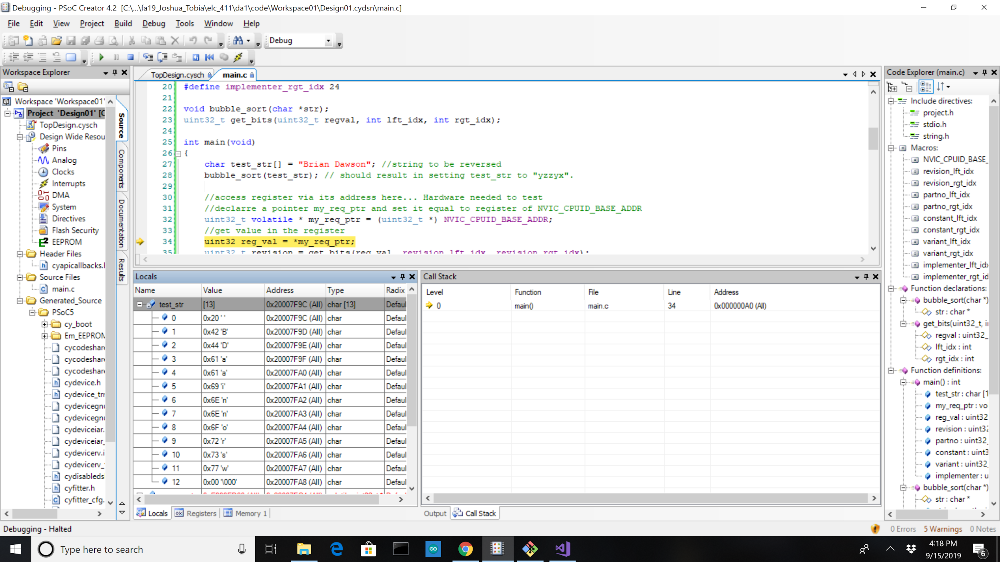 Debugging - PSoC Creator 4.2 [C:\...\fa19_Joshua_Tobia\elc_411\da1\code\Workspace01\Design01.cydsn\main.c]
File Edit View Project Build Debug Tools Window Help
Debug
Workspace Explorer
Workspace 'Workspace01'
Project 'Design01' [C
TopDesign.cysch
Design Wide Resou
Pins
Analog
Clocks
Interrupts
DMA
System
Directives
Flash Security
EEPROM
Header Files
cyapicallbacks.l
Source Files
main.c
Generated_Source
PSoC5
cy_boot
Em_EEPROM
cycodeshar
cycodeshar
cycodeshar
cydevice.h
cydevice_trr
cydevicegnu
cydevicegnu
cydeviceiar.
cydeviceiar_
cydevicerv.i
cydevicerv_
cydisableds
cyfitter.h
cyfitter_cfg.
Source
Components
Documentation
Results
TopDesign.cysch main.c
20 #define implementer_rgt_idx 24
21
22 void bubble_sort(char *str);
23 uint32_t get_bits(uint32_t regval, int lft_idx, int rgt_idx);
24
25 int main(void)
26 {
27 char test_str[] = "Brian Dawson"; //string to be reversed
28 bubble_sort(test_str); // should result in setting test_str to "yzzyx".
29
30 //access register via its address here... Hardware needed to test
31 //declarre a pointer my_req_ptr and set it equal to register of NVIC_CPUID_BASE_ADDR
32 uint32_t volatile * my_req_ptr = (uint32_t *) NVIC_CPUID_BASE_ADDR;
33 //get value in the register
34 uint32 reg_val = *my_req_ptr;
35 uint32_t revision = get_bits(reg_val, revision_lft_idx, revision_rgt_idx);
Locals
Name Value Address Type Radix
test_str [13] 0x20007F9C (All) char [13] Defaul
0 0x20 ' ' 0x20007F9C (All) char Defaul
1 0x42 'B' 0x20007F9D (All) char Defaul
2 0x44 'D' 0x20007F9E (All) char Defaul
3 0x61 'a' 0x20007F9F (All) char Defaul
4 0x61 'a' 0x20007FA0 (All) char Defaul
5 0x69 'i' 0x20007FA1 (All) char Defaul
6 0x6E 'n' 0x20007FA2 (All) char Defaul
7 0x6E 'n' 0x20007FA3 (All) char Defaul
8 0x6F 'o' 0x20007FA4 (All) char Defaul
9 0x72 'r' 0x20007FA5 (All) char Defaul
10 0x73 's' 0x20007FA6 (All) char Defaul
11 0x77 'w' 0x20007FA7 (All) char Defaul
12 0x00 '\000' 0x20007FA8 (All) char Defaul
Locals Registers Memory 1
Call Stack
Level Function File Line Address
0 main() main.c 34 0x000000A0 (All)
Output Call Stack
Code Explorer (main.c)
Include directives:
project.h
stdio.h
string.h
Macros:
NVIC_CPUID_BASE_
revision_lft_idx
revision_rgt_idx
partno_lft_idx
partno_rgt_idx
constant_lft_idx
constant_rgt_idx
variant_lft_idx
variant_rgt_idx
implementer_lft_idx
implementer_rgt_id
Function declarations:
bubble_sort(char *)
str : char *
get_bits(uint32_t, i
regval : uint32_
lft_idx : int
rgt_idx : int
Function definitions:
main() : int
test_str : char [1
my_req_ptr : vo
reg_val : uint32
revision : uint32
partno : uint32_
constant : uint3
variant : uint32_
implementer : u
bubble_sort(char *)
str : char *
Debugging - Halted
0 Errors 5 Warnings 0 Notes
Type here to search
4:18 PM
9/15/2019
6